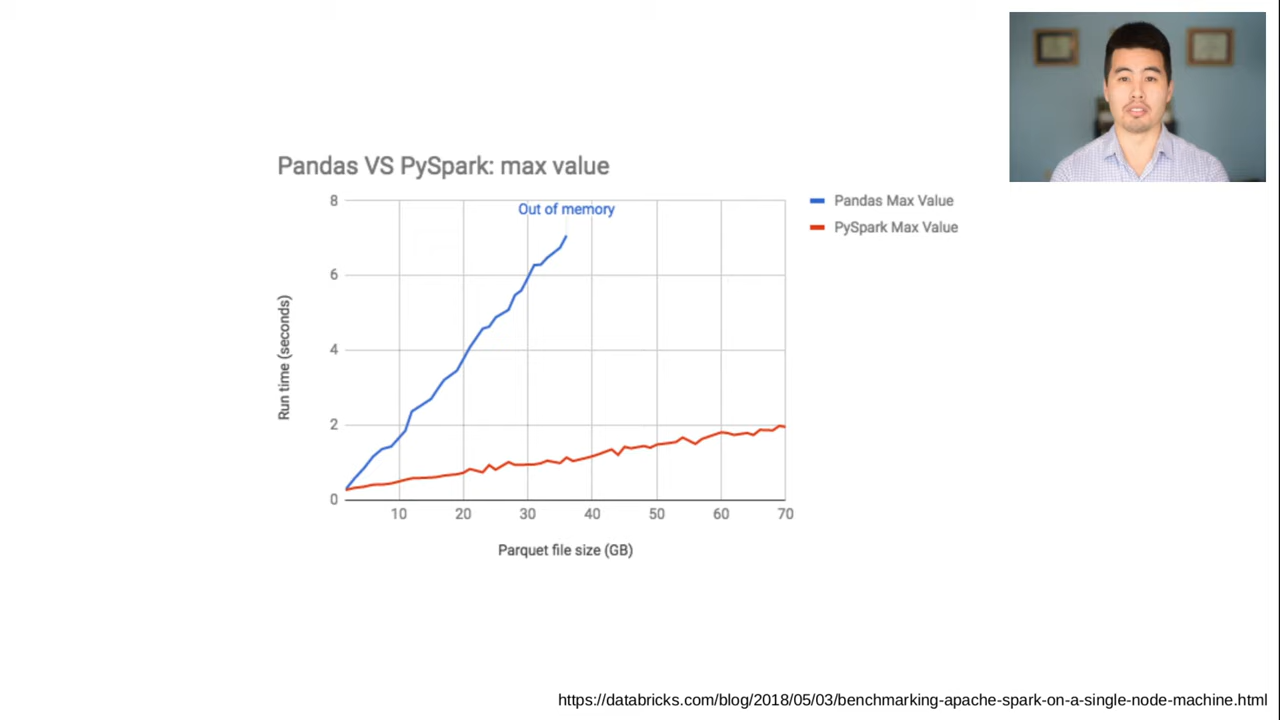 Pandas VS PySpark: max value
8
6
4
2
0
Out of memory
Run time (seconds)
10 20 30 40 50 60 70
Parquet file size (GB)
Pandas Max Value
PySpark Max Value
https://databricks.com/blog/2018/05/03/benchmarking-apache-spark-on-a-single-node-machine.html